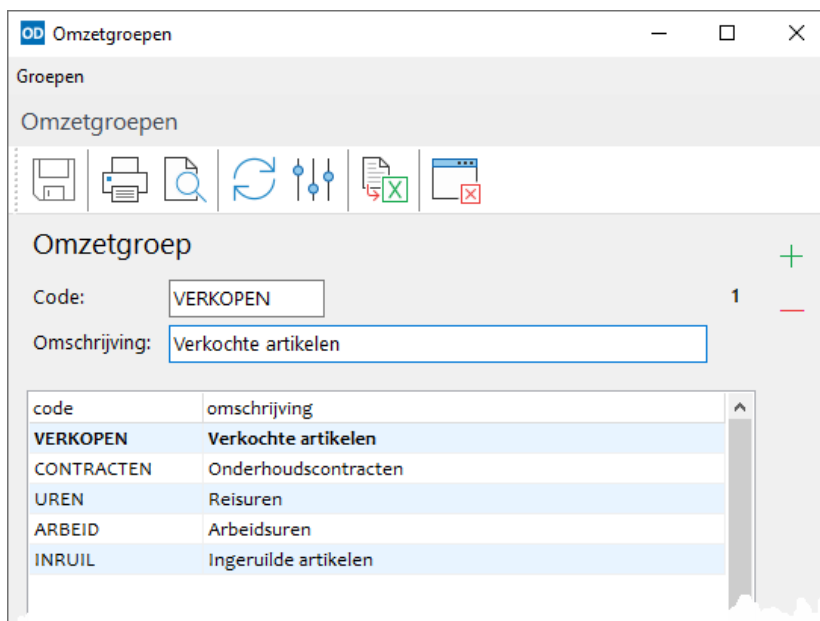 OD Omzetgroepen
Groepen
Omzetgroepen
X
Omzetgroep
Code: VERKOPEN 1
Omschrijving: Verkochte artikelen
code omschrijving
VERKOPEN Verkochte artikelen
CONTRACTEN Onderhoudscontracten
UREN Reisuren
ARBEID Arbeidsuren
INRUIL Ingeruilde artikelen